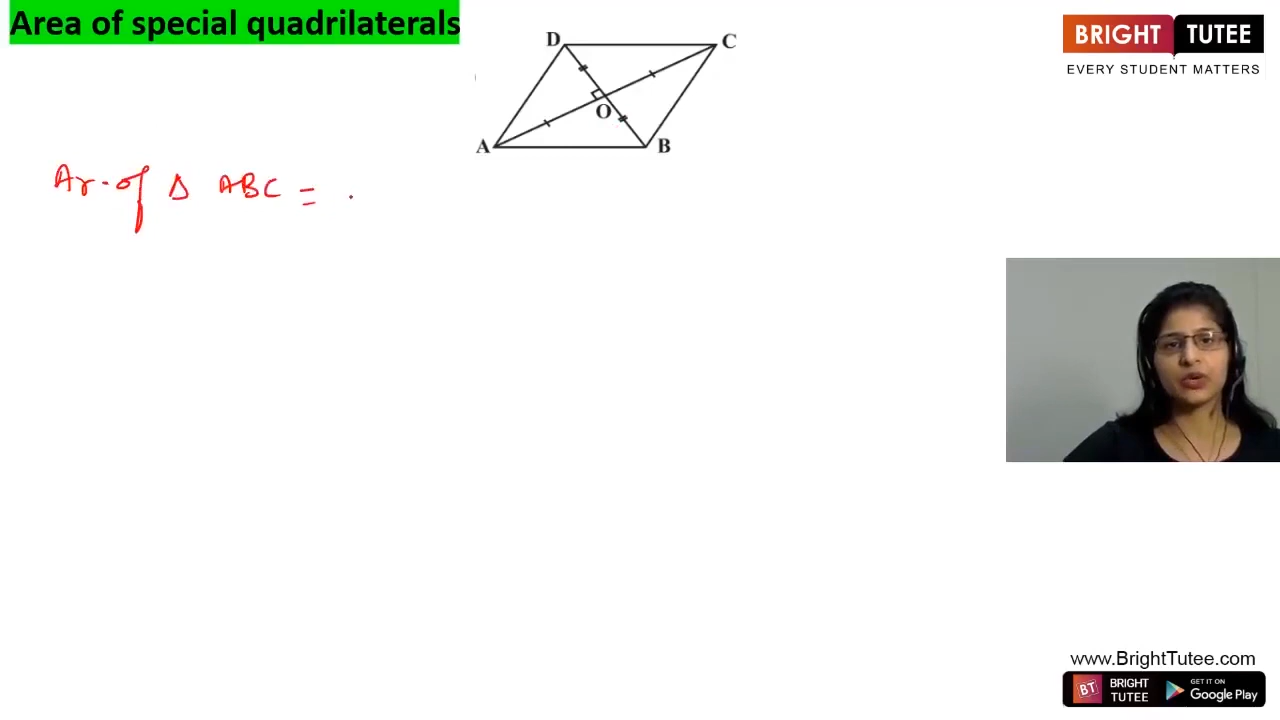 Area of special quadrilaterals
D
C
O
A
B
BRIGHT TUTEE
EVERY STUDENT MATTERS
Ar. of Δ ABC =
www.BrightTutee.com
BT
BRIGHT TUTEE
GET IT ON
Google Play